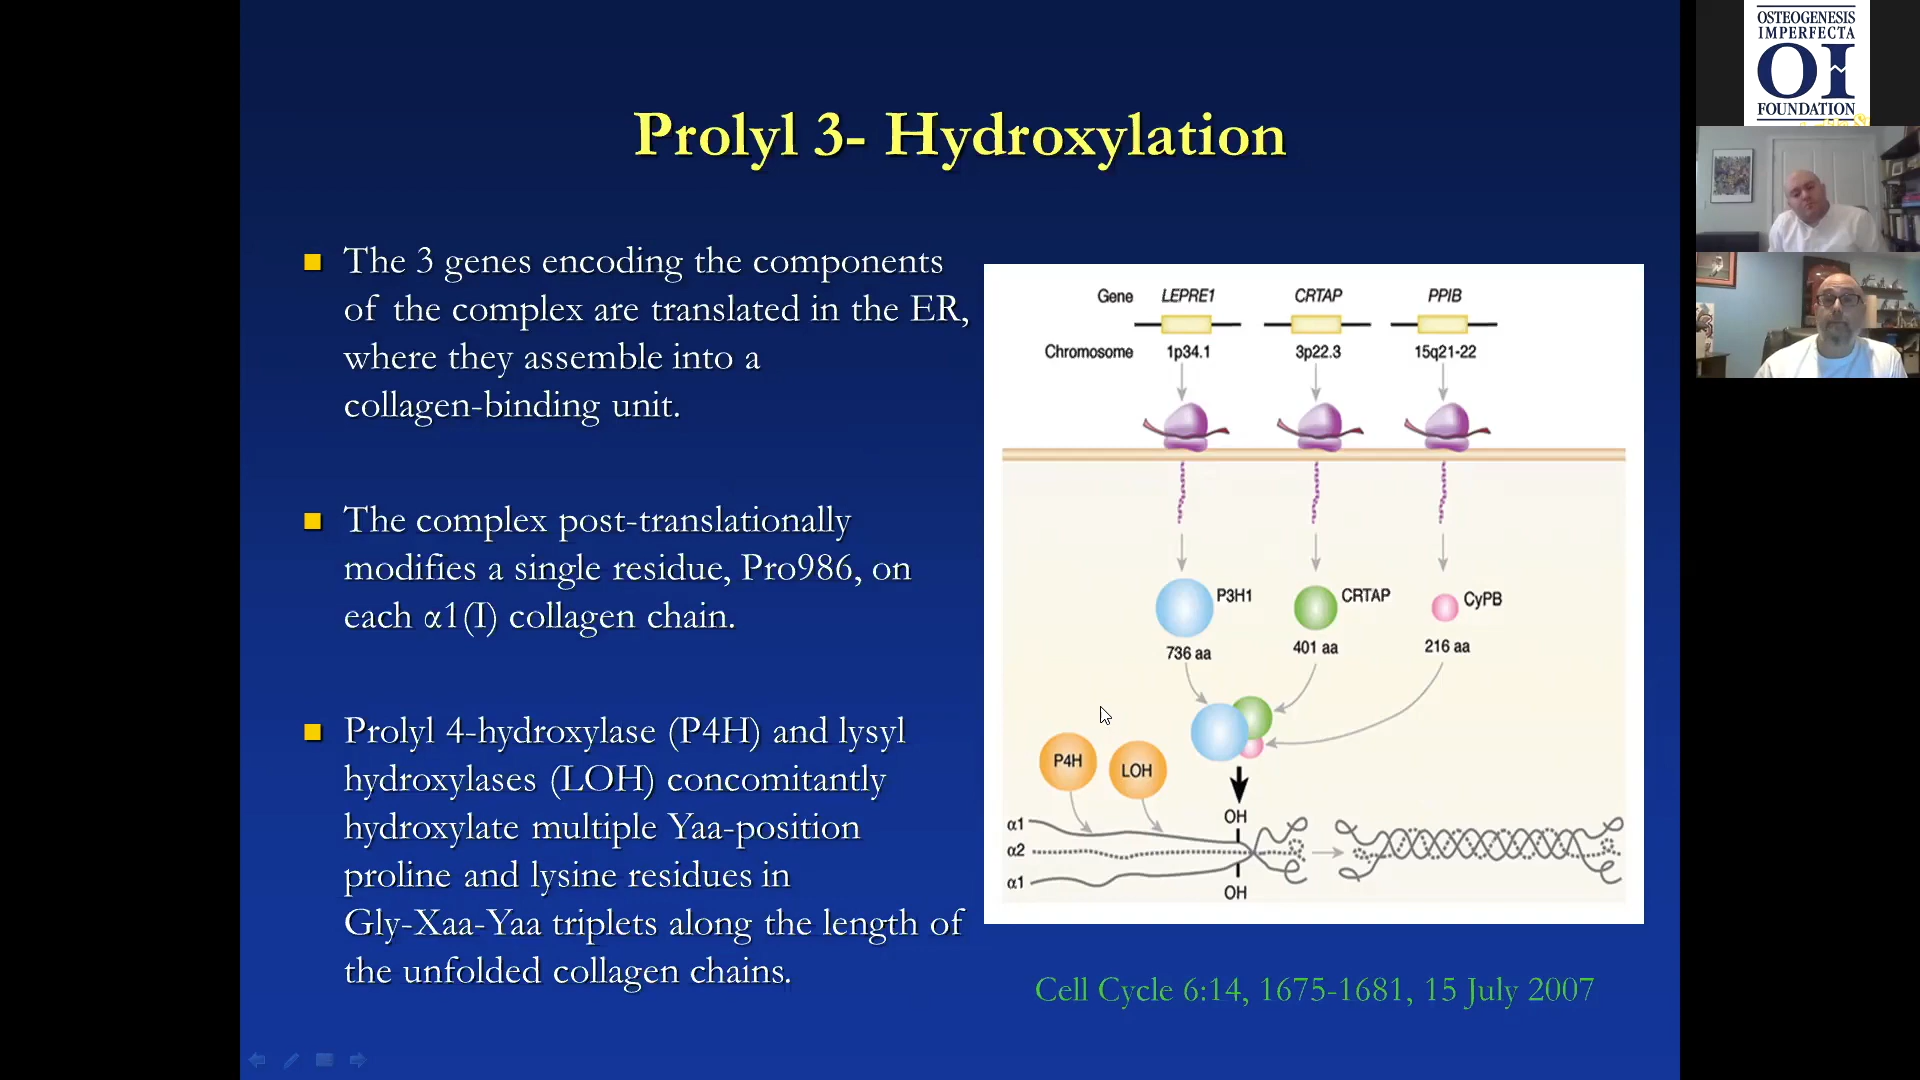 Prolyl 3- Hydroxylation
The 3 genes encoding the components
of the complex are translated in the ER,
where they assemble into a
collagen-binding unit.
The complex post-translationally
modifies a single residue, Pro986, on
each α1(I) collagen chain.
Prolyl 4-hydroxylase (P4H) and lysyl
hydroxylases (LOH) concomitantly
hydroxylate multiple Yaa-position
proline and lysine residues in
Gly-Xaa-Yaa triplets along the length of
the unfolded collagen chains.
Gene LEPRE1 CRTAP PPIB
Chromosome 1p34.1 3p22.3 15q21-22
P3H1 CRTAP CyPB
736 aa 401 aa 216 aa
P4H LOH
OH
α1
α2
α1
OH
Cell Cycle 6:14, 1675-1681, 15 July 2007
OSTEOGENESIS
IMPERFECTA
OI
FOUNDATION